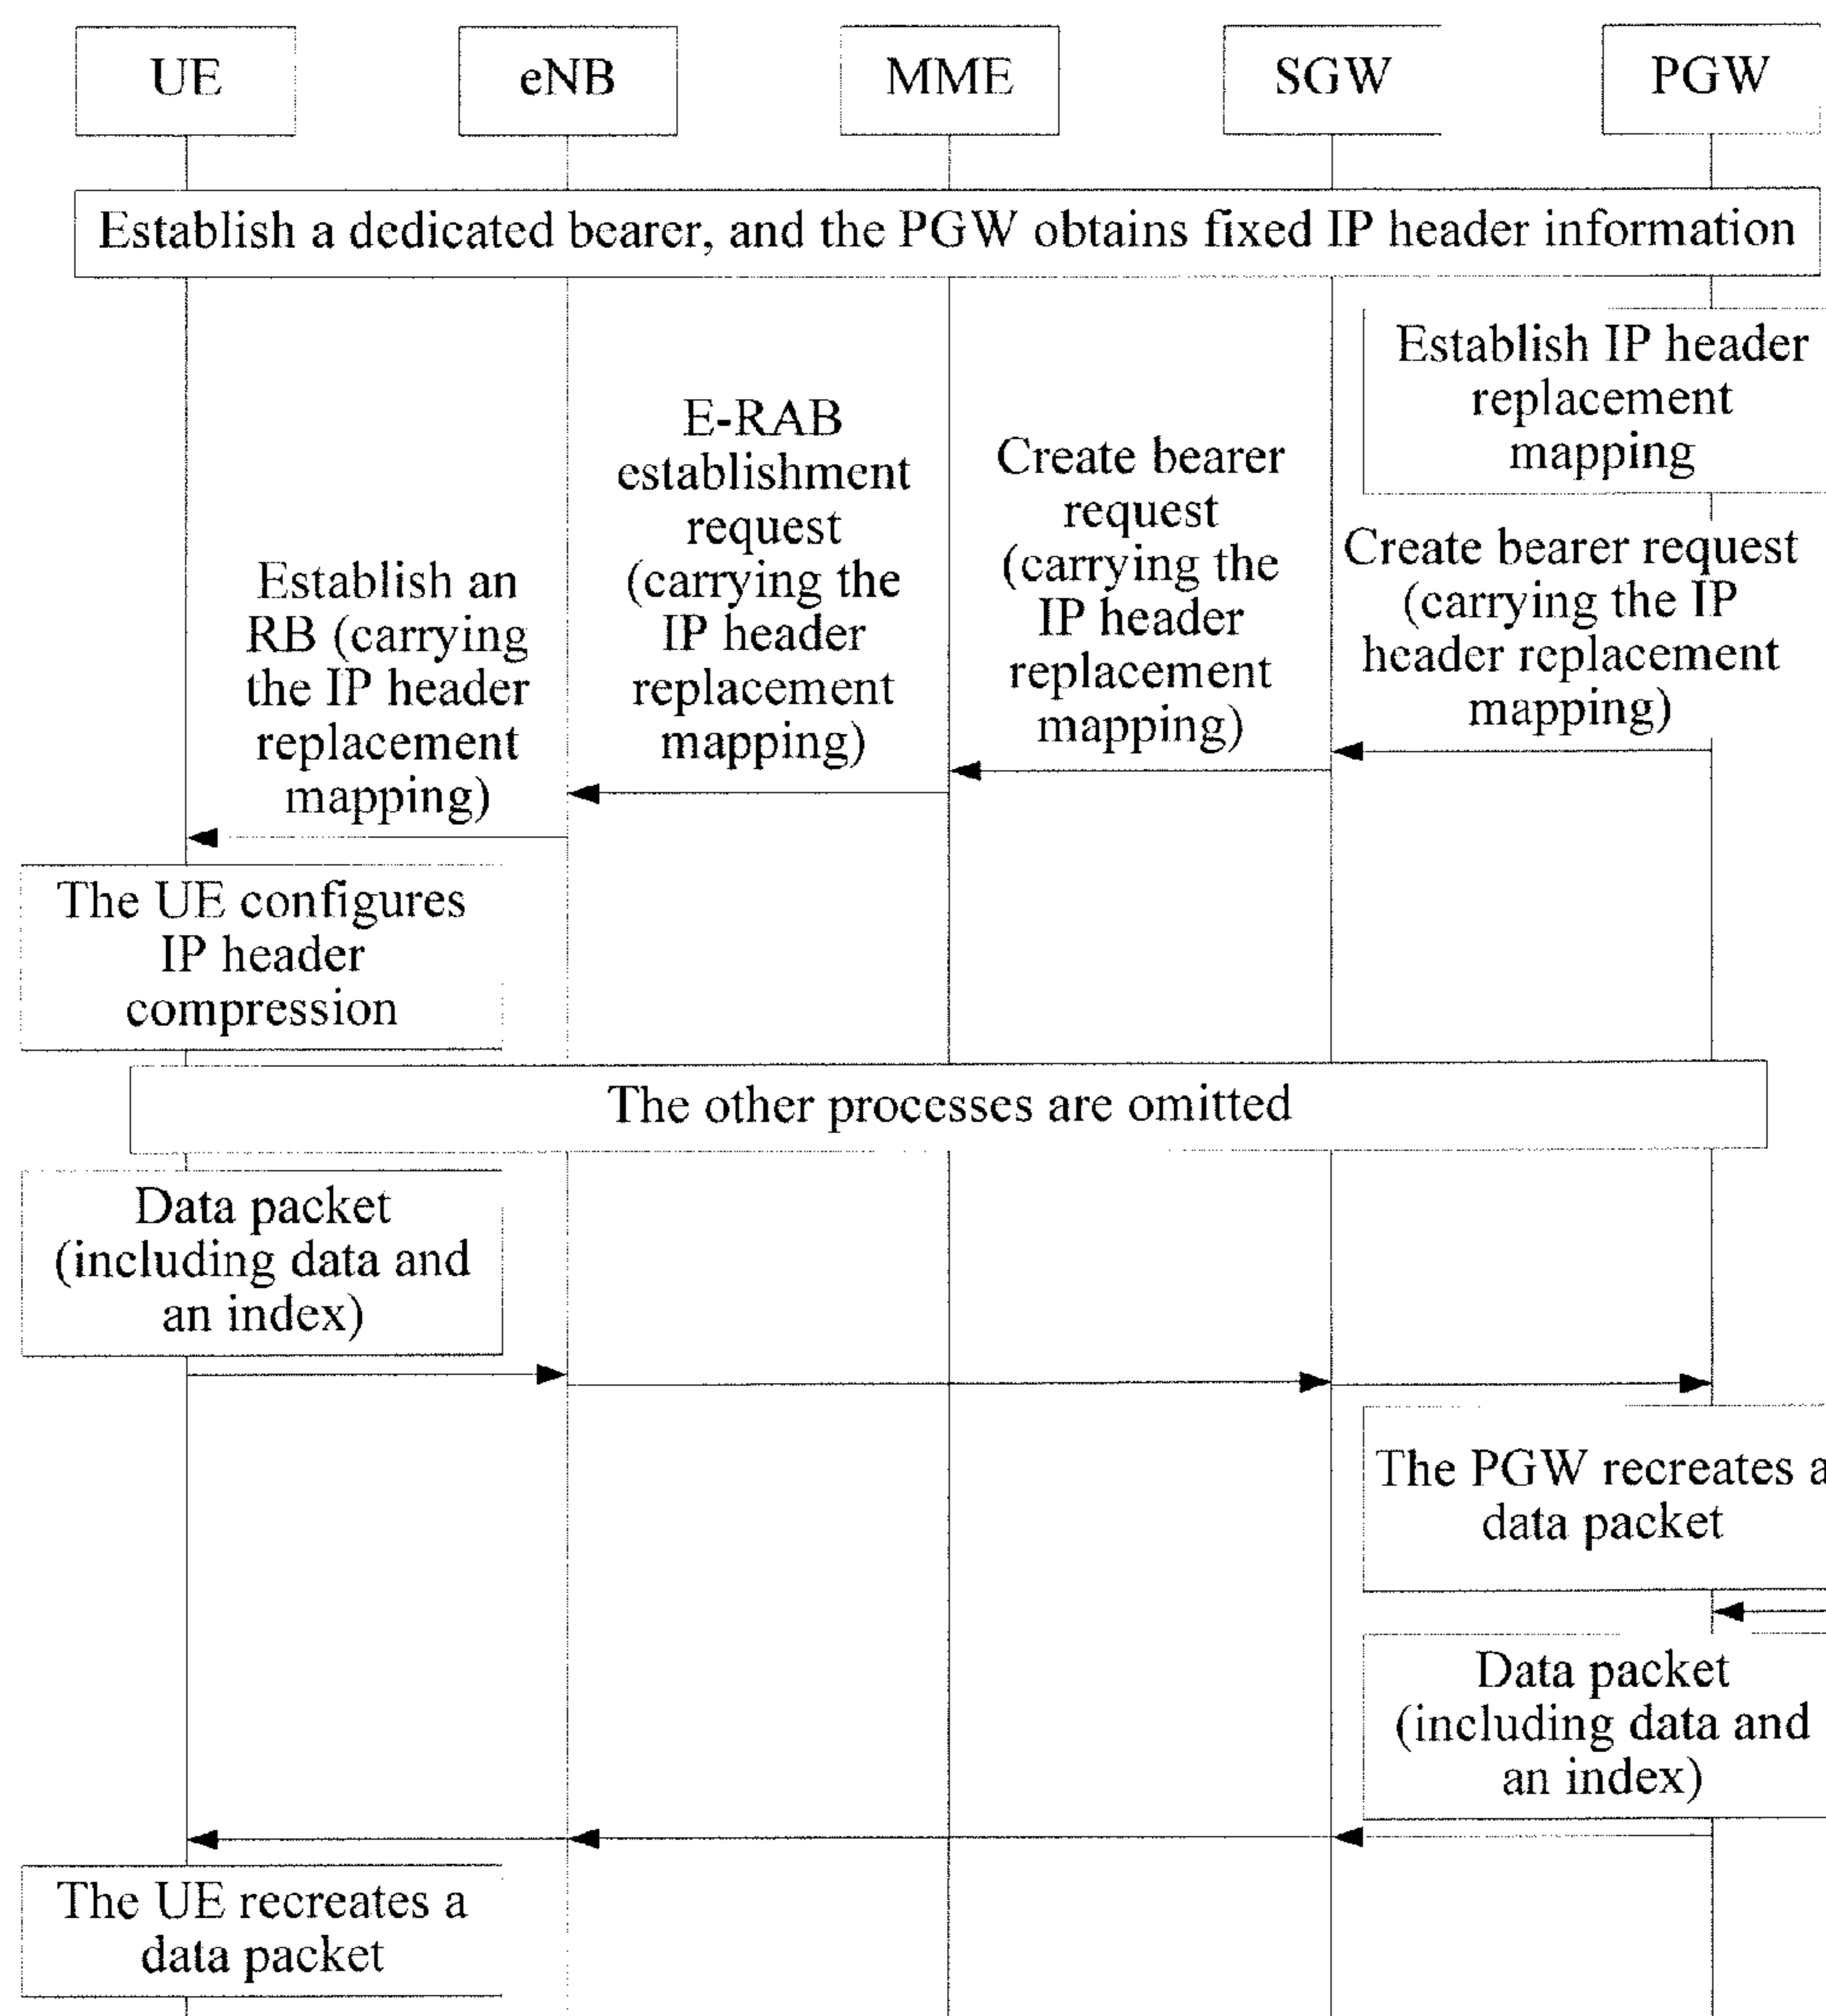 UE
eNB
MME
SGW
PGW
Establish a dedicated bearer, and the PGW obtains fixed IP header information
Establish IP header
replacement
mapping
Create bearer request
(carrying the IP
header replacement
mapping)
Create bearer
request
(carrying the
IP header
replacement
mapping)
E-RAB
establishment
request
(carrying the
IP header
replacement
mapping)
Establish an
RB (carrying
the IP header
replacement
mapping)
The UE configures
IP header
compression
The other processes are omitted
Data packet
(including data and
an index)
The PGW recreates a
data packet
Data packet
(including data and
an index)
The UE recreates a
data packet